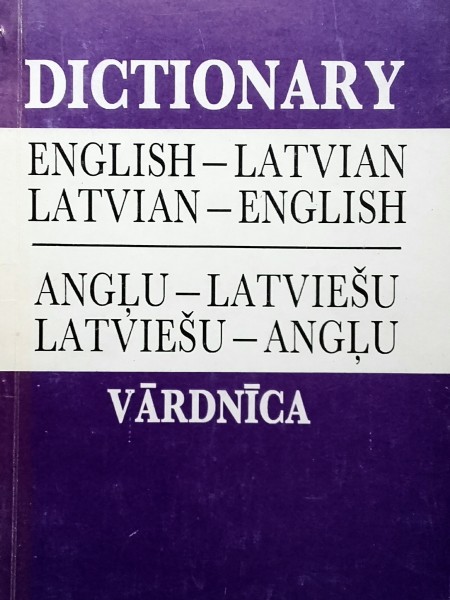 DICTIONARY
ENGLISH – LATVIAN
LATVIAN – ENGLISH
ANGĻU – LATVIEŠU
LATVIEŠU – ANGĻU
VĀRDNĪCA